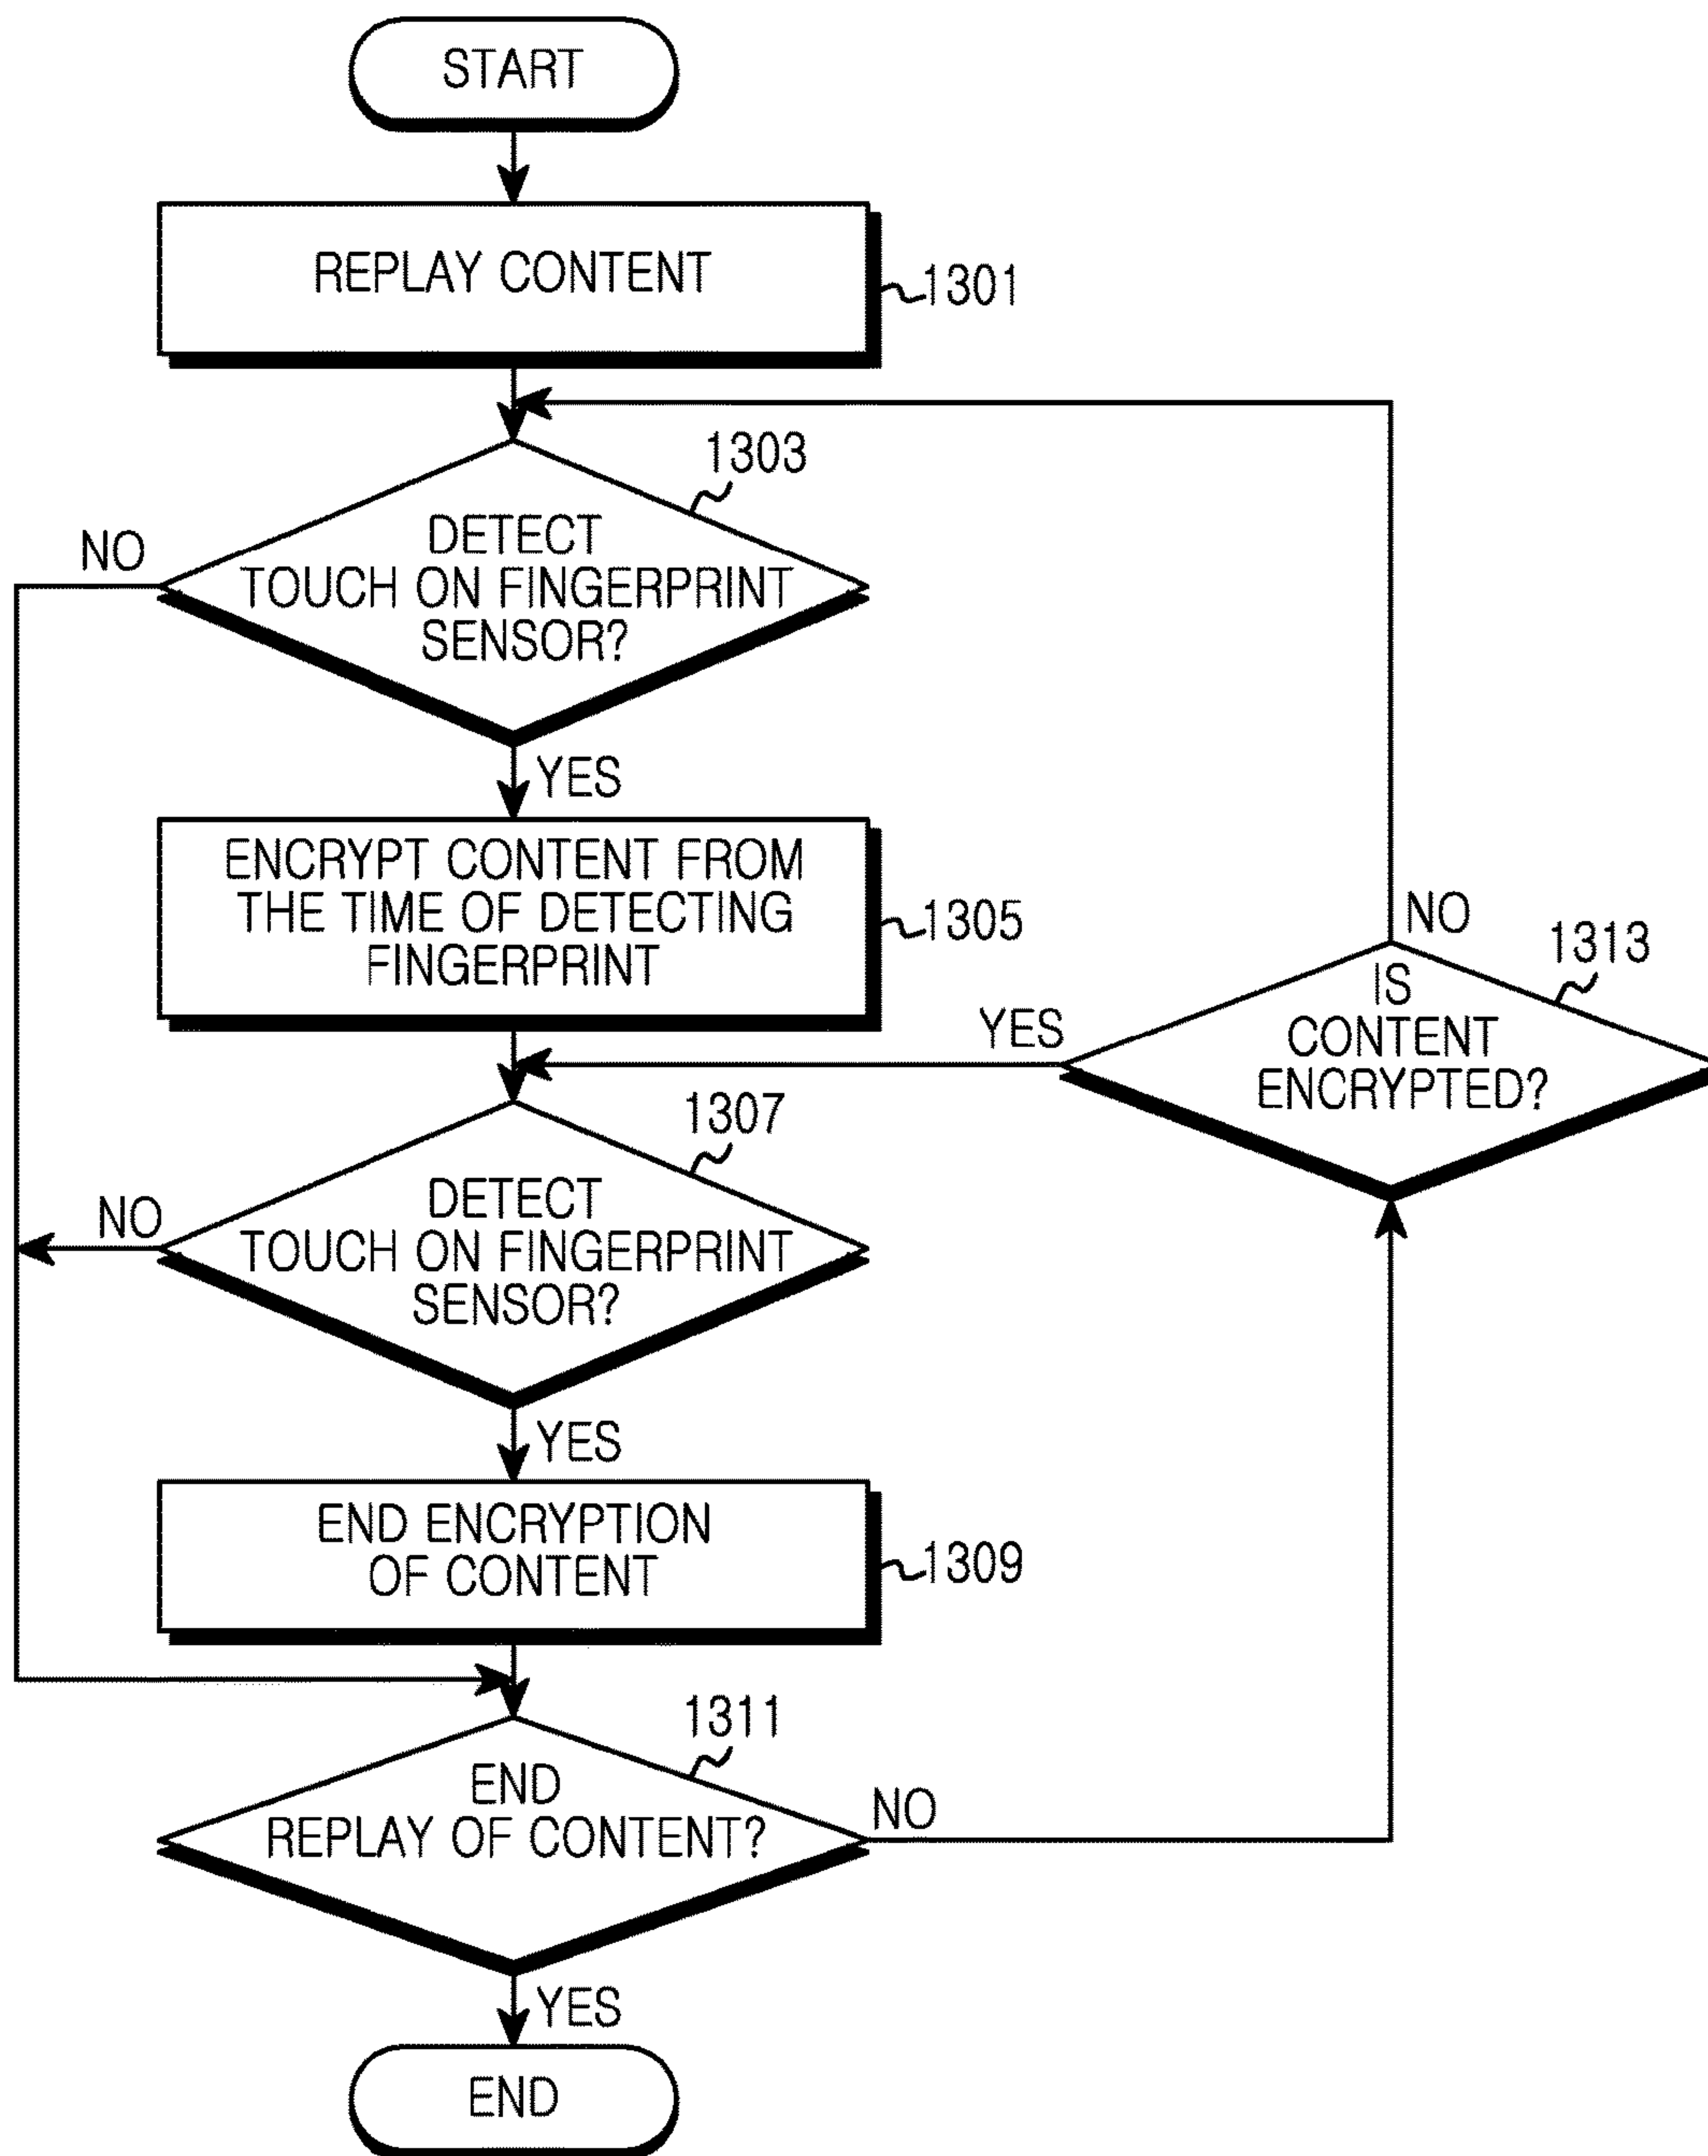 START
REPLAY CONTENT
1301
1303
DETECT
TOUCH ON FINGERPRINT
SENSOR?
NO
YES
ENCRYPT CONTENT FROM
THE TIME OF DETECTING
FINGERPRINT
1305
NO
1313
IS
CONTENT
ENCRYPTED?
YES
1307
DETECT
TOUCH ON FINGERPRINT
SENSOR?
NO
YES
END ENCRYPTION
OF CONTENT
1309
1311
END
REPLAY OF CONTENT?
NO
YES
END